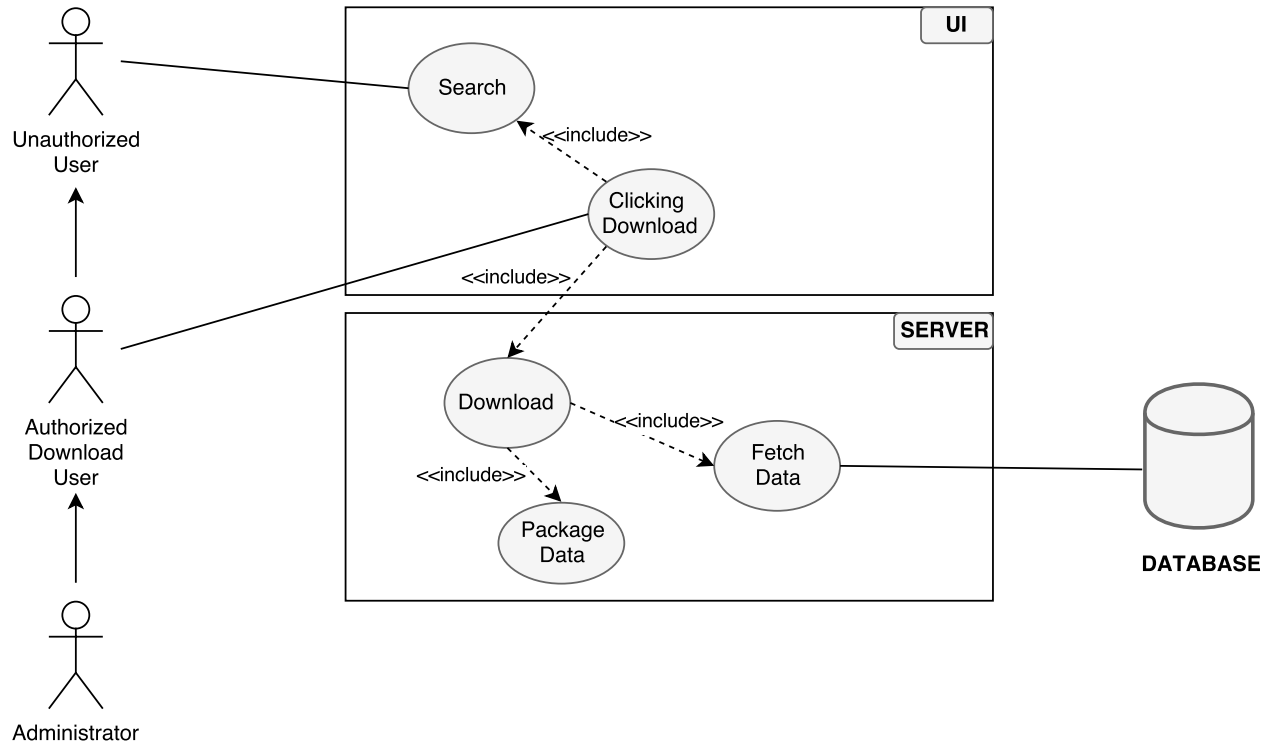 UI
Search
<<include>>
Unauthorized
User
Clicking
Download
<<include>>
SERVER
Download
<<include>>
Authorized
Download
User
Fetch
Data
<<include>>
Package
Data
DATABASE
Administrator